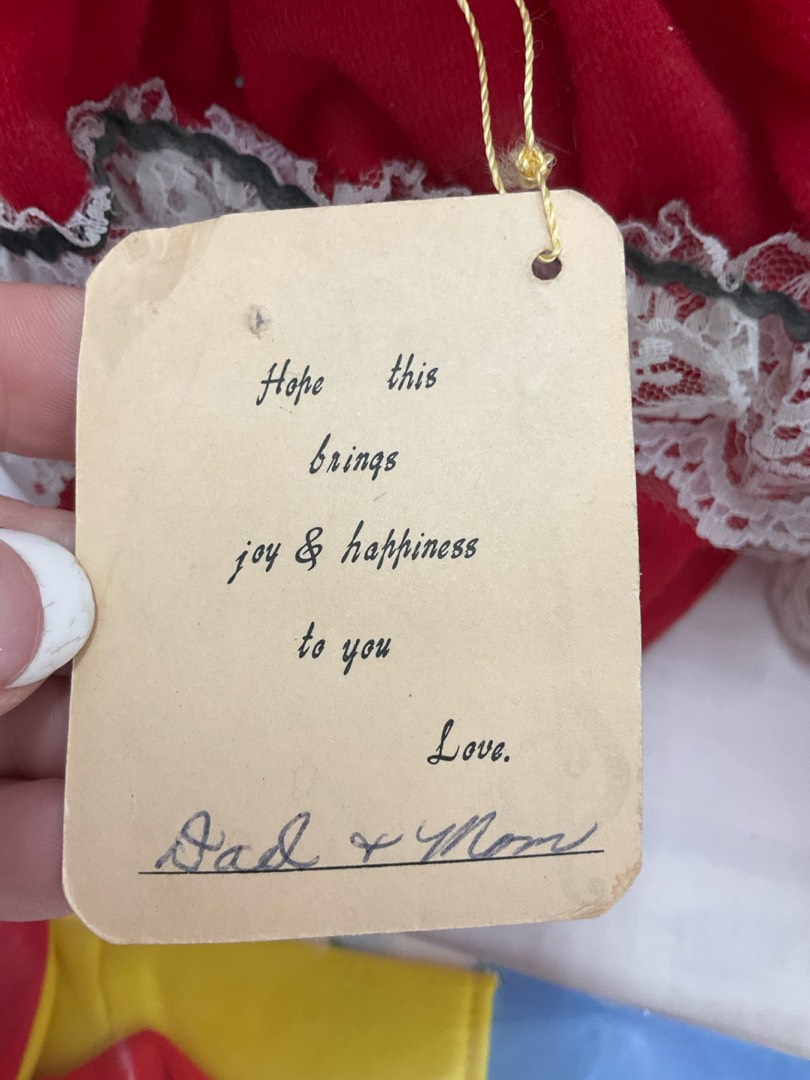 Hope this
brings
joy & happiness
to you
Love.
Dad & Mom